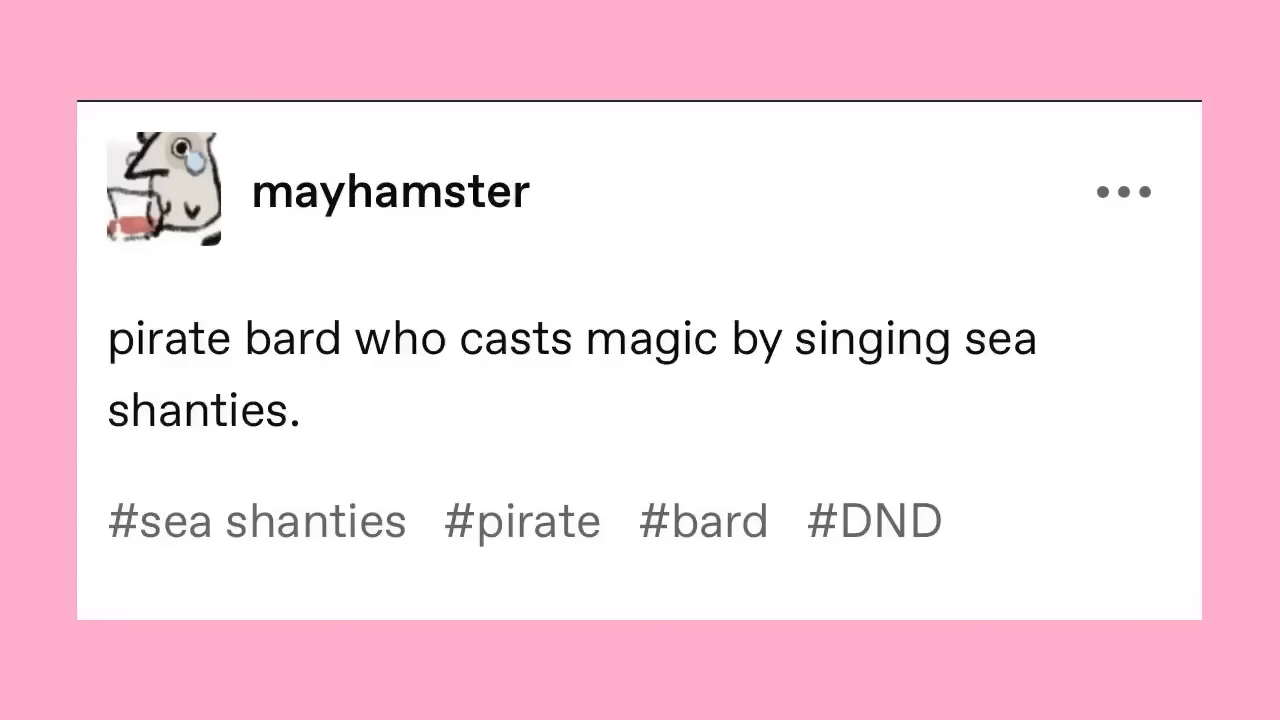 mayhamster
pirate bard who casts magic by singing sea
shanties.
#sea shanties #pirate #bard #DND